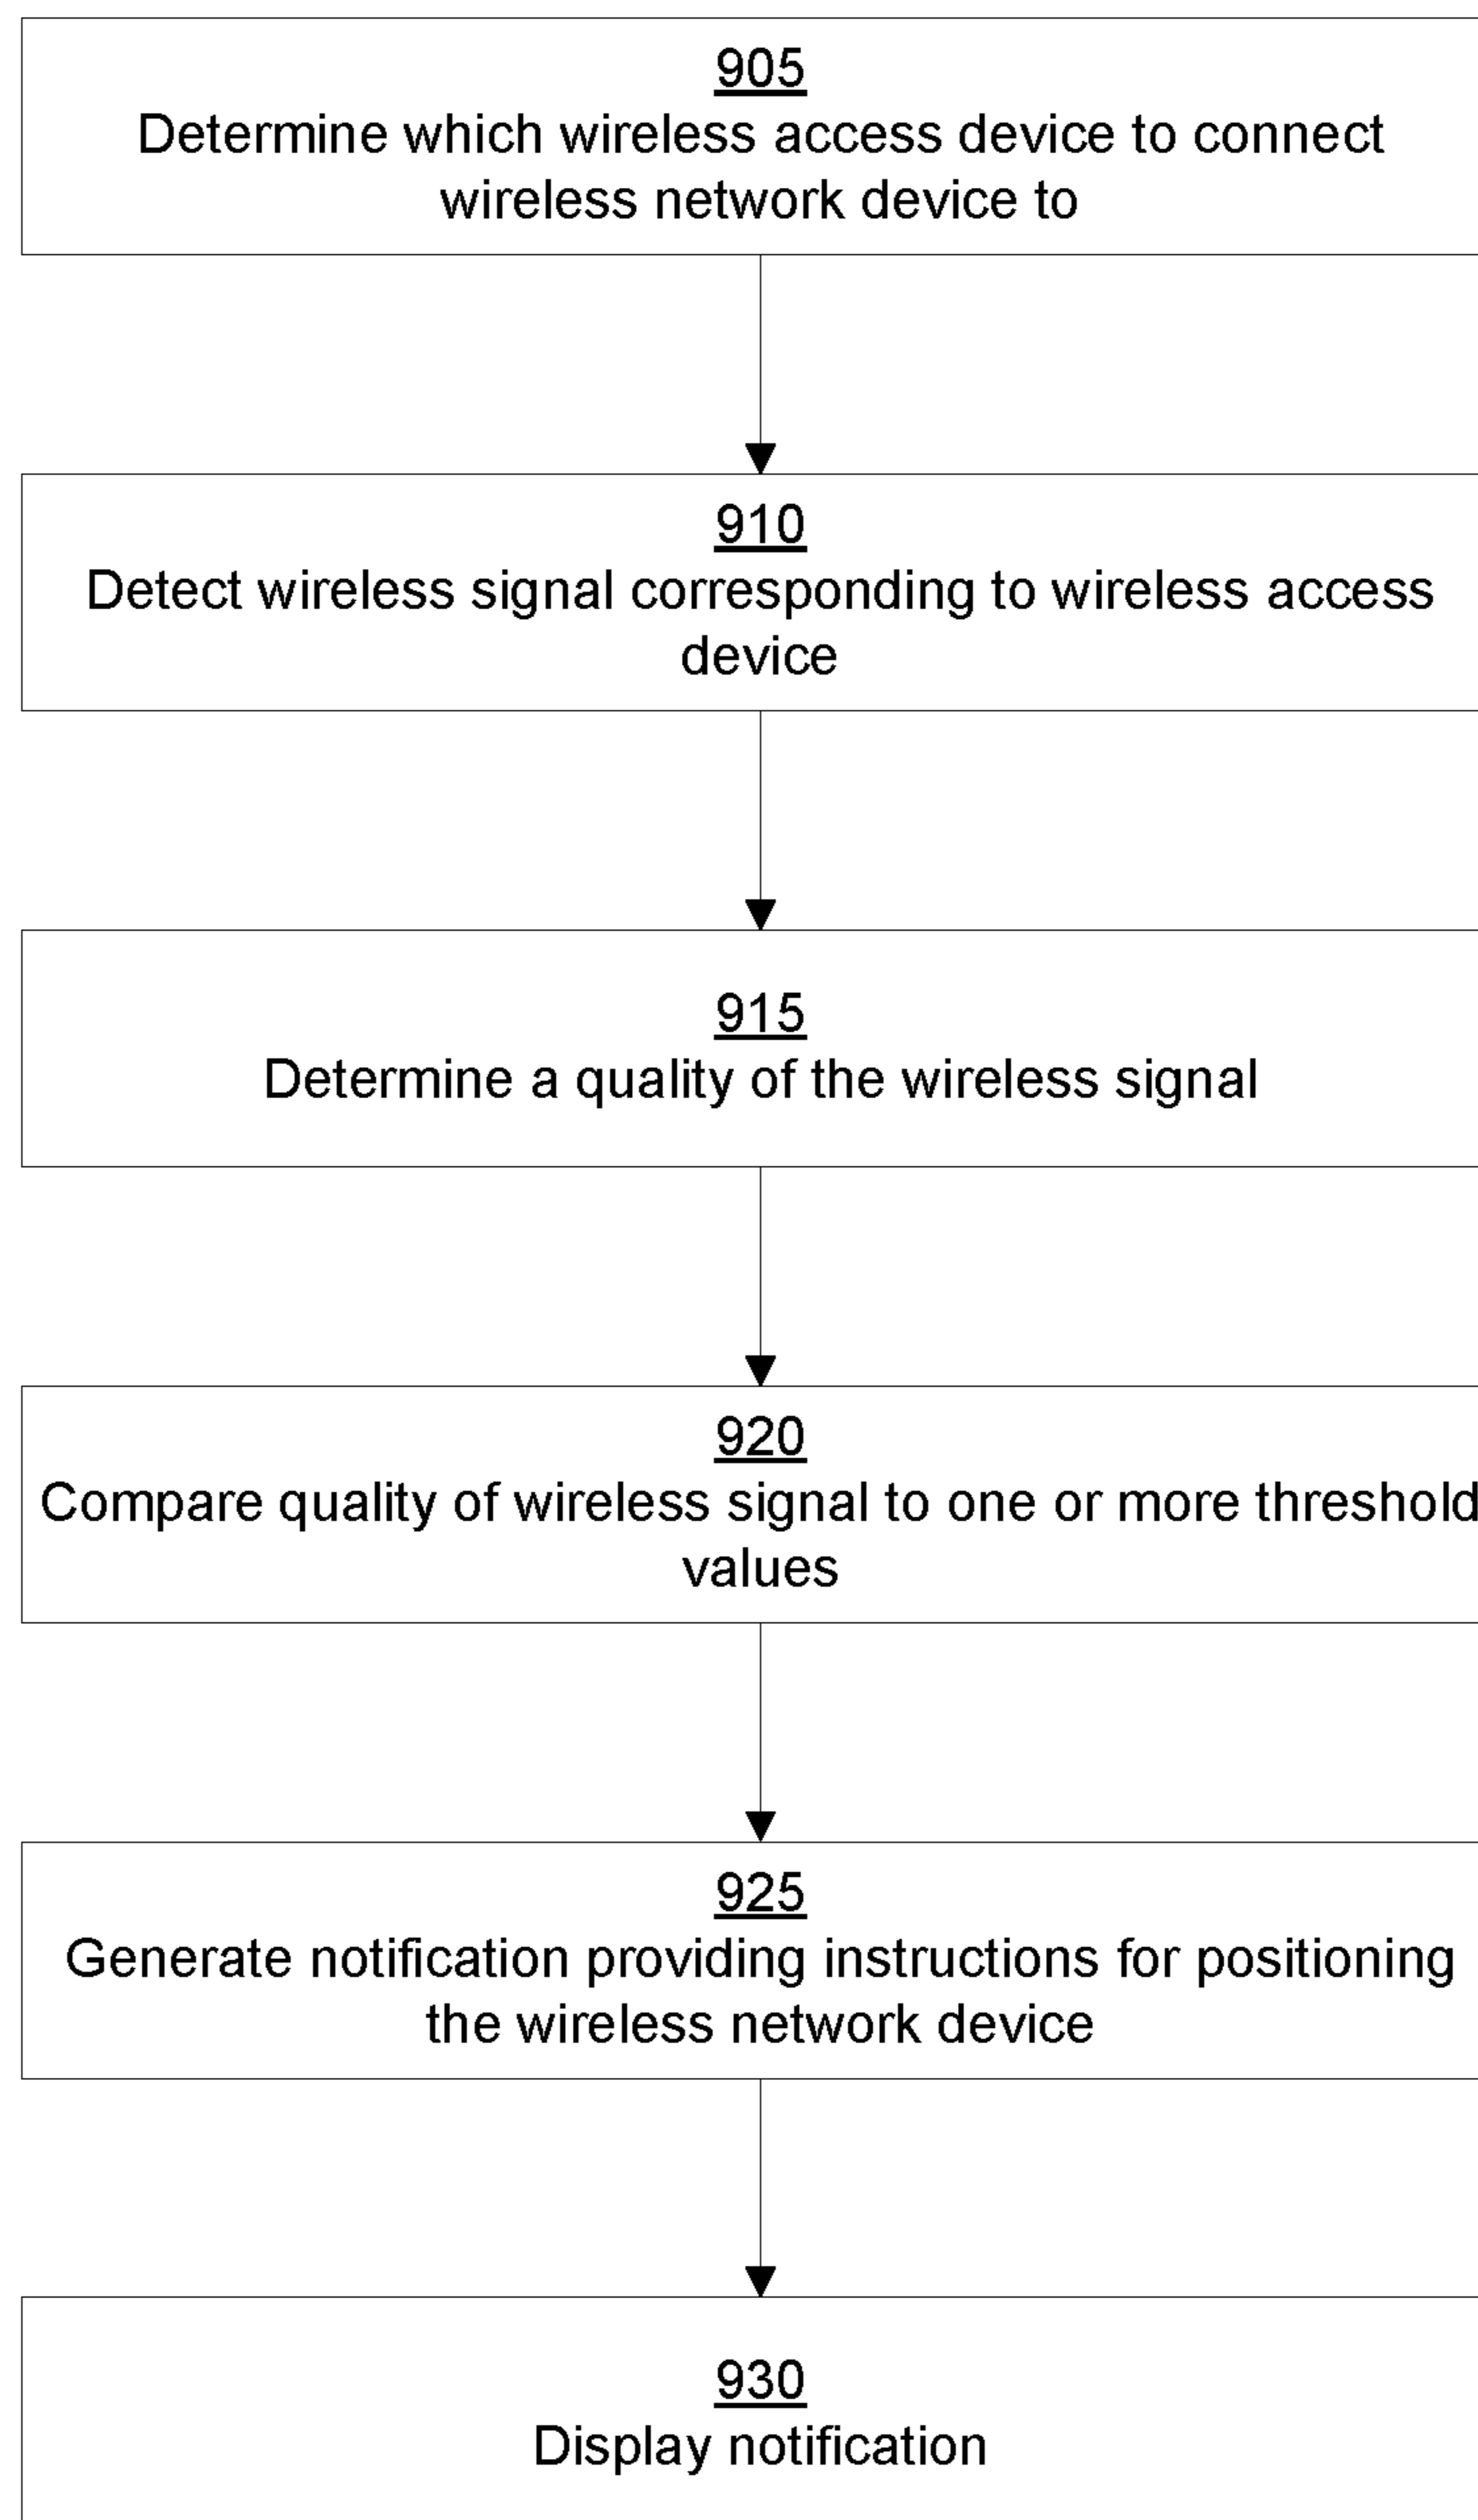 905
Determine which wireless access device to connect
wireless network device to
910
Detect wireless signal corresponding to wireless access
device
915
Determine a quality of the wireless signal
920
Compare quality of wireless signal to one or more threshold
values
925
Generate notification providing instructions for positioning
the wireless network device
930
Display notification